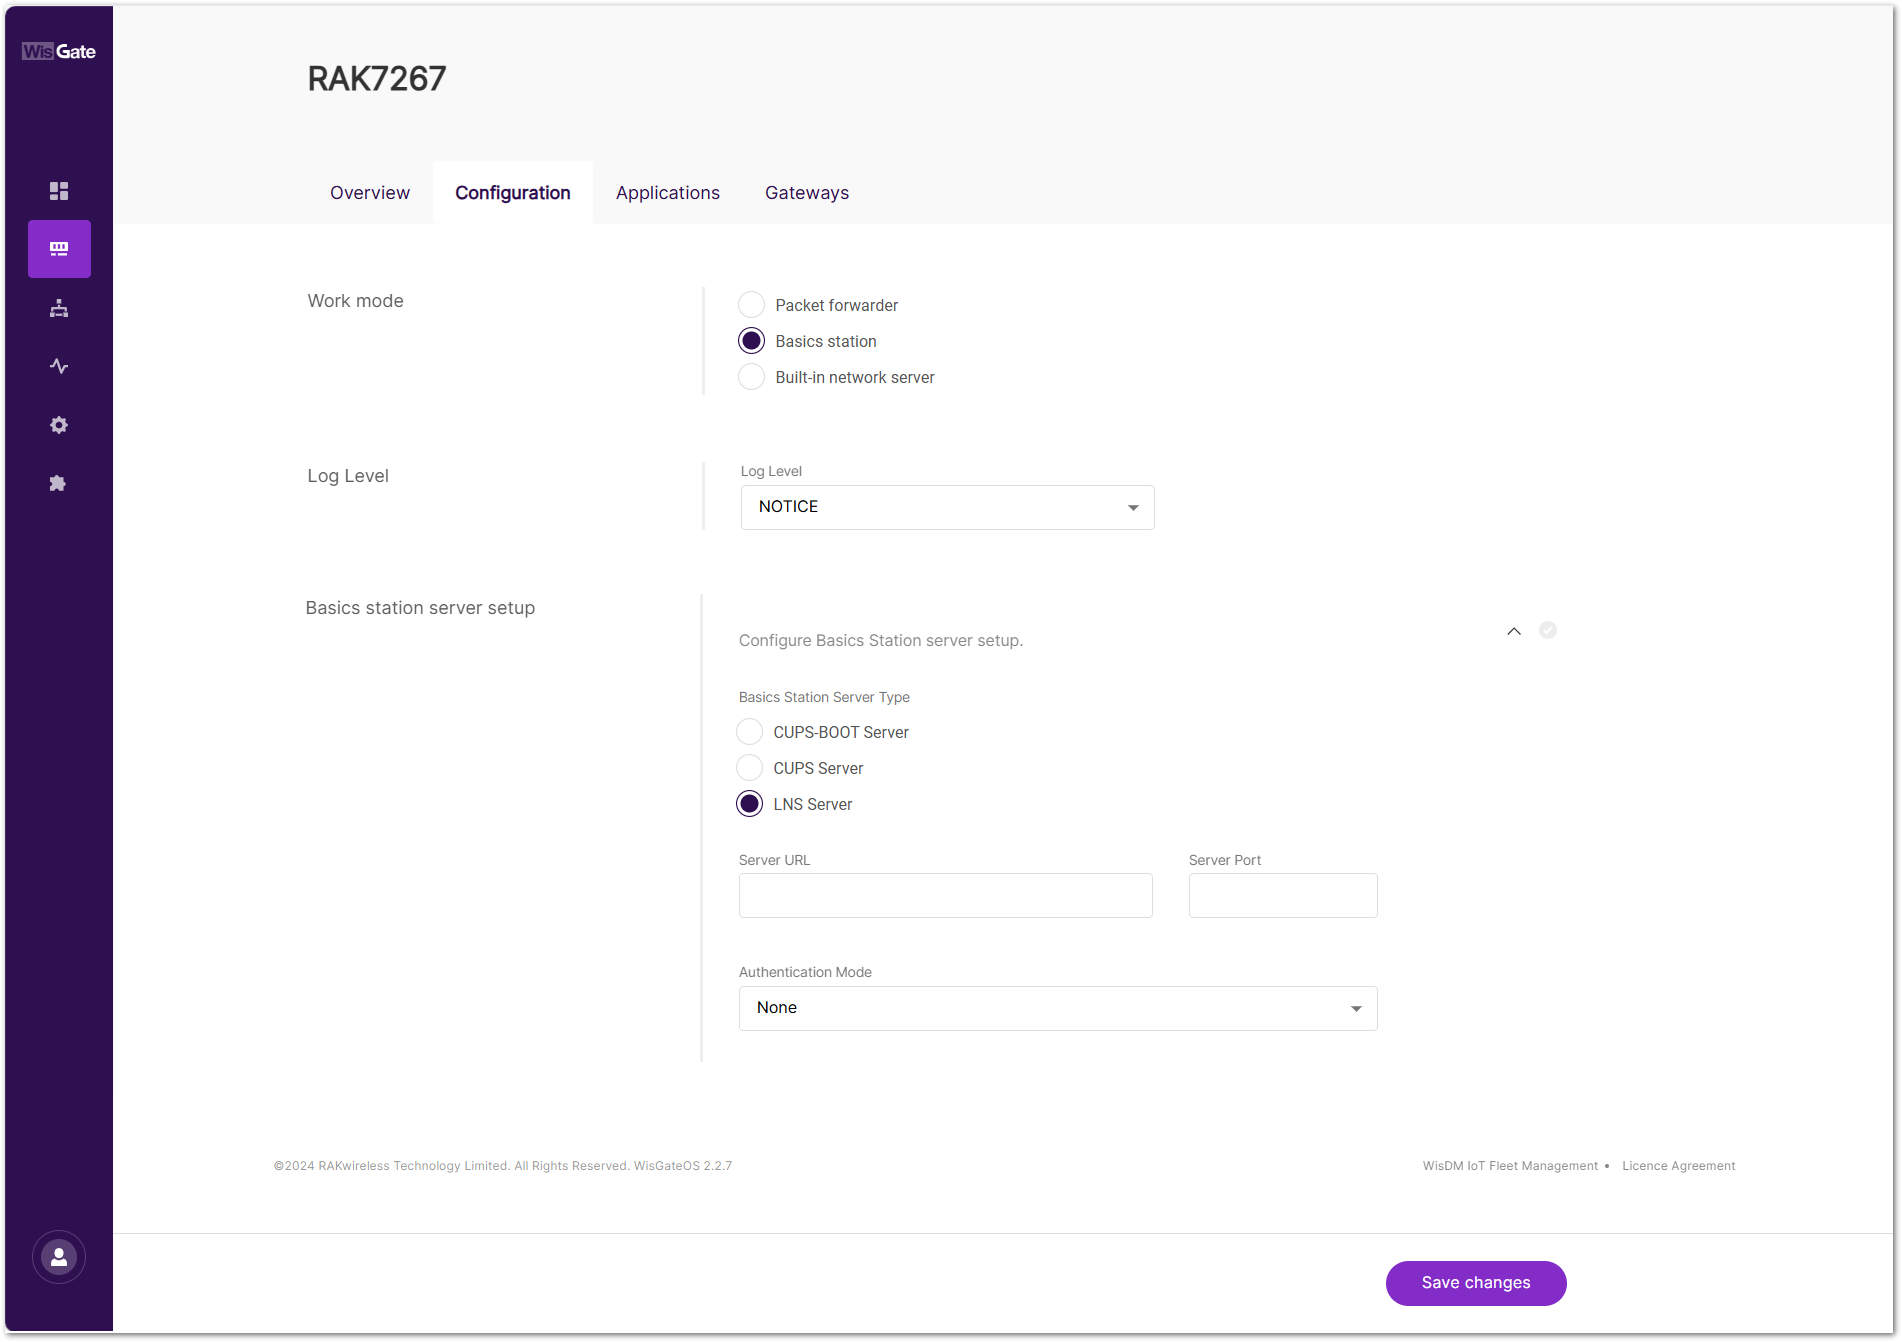 WisGate
RAK7267
Overview Configuration Applications Gateways
Work mode
Packet forwarder
Basics station
Built-in network server
Log Level
Log Level
NOTICE
Basics station server setup
Configure Basics Station server setup.
Basics Station Server Type
CUPS-BOOT Server
CUPS Server
LNS Server
Server URL Server Port
Authentication Mode
None
©2024 RAKwireless Technology Limited. All Rights Reserved. WisGateOS 2.2.7
WisDM IoT Fleet Management • Licence Agreement
Save changes